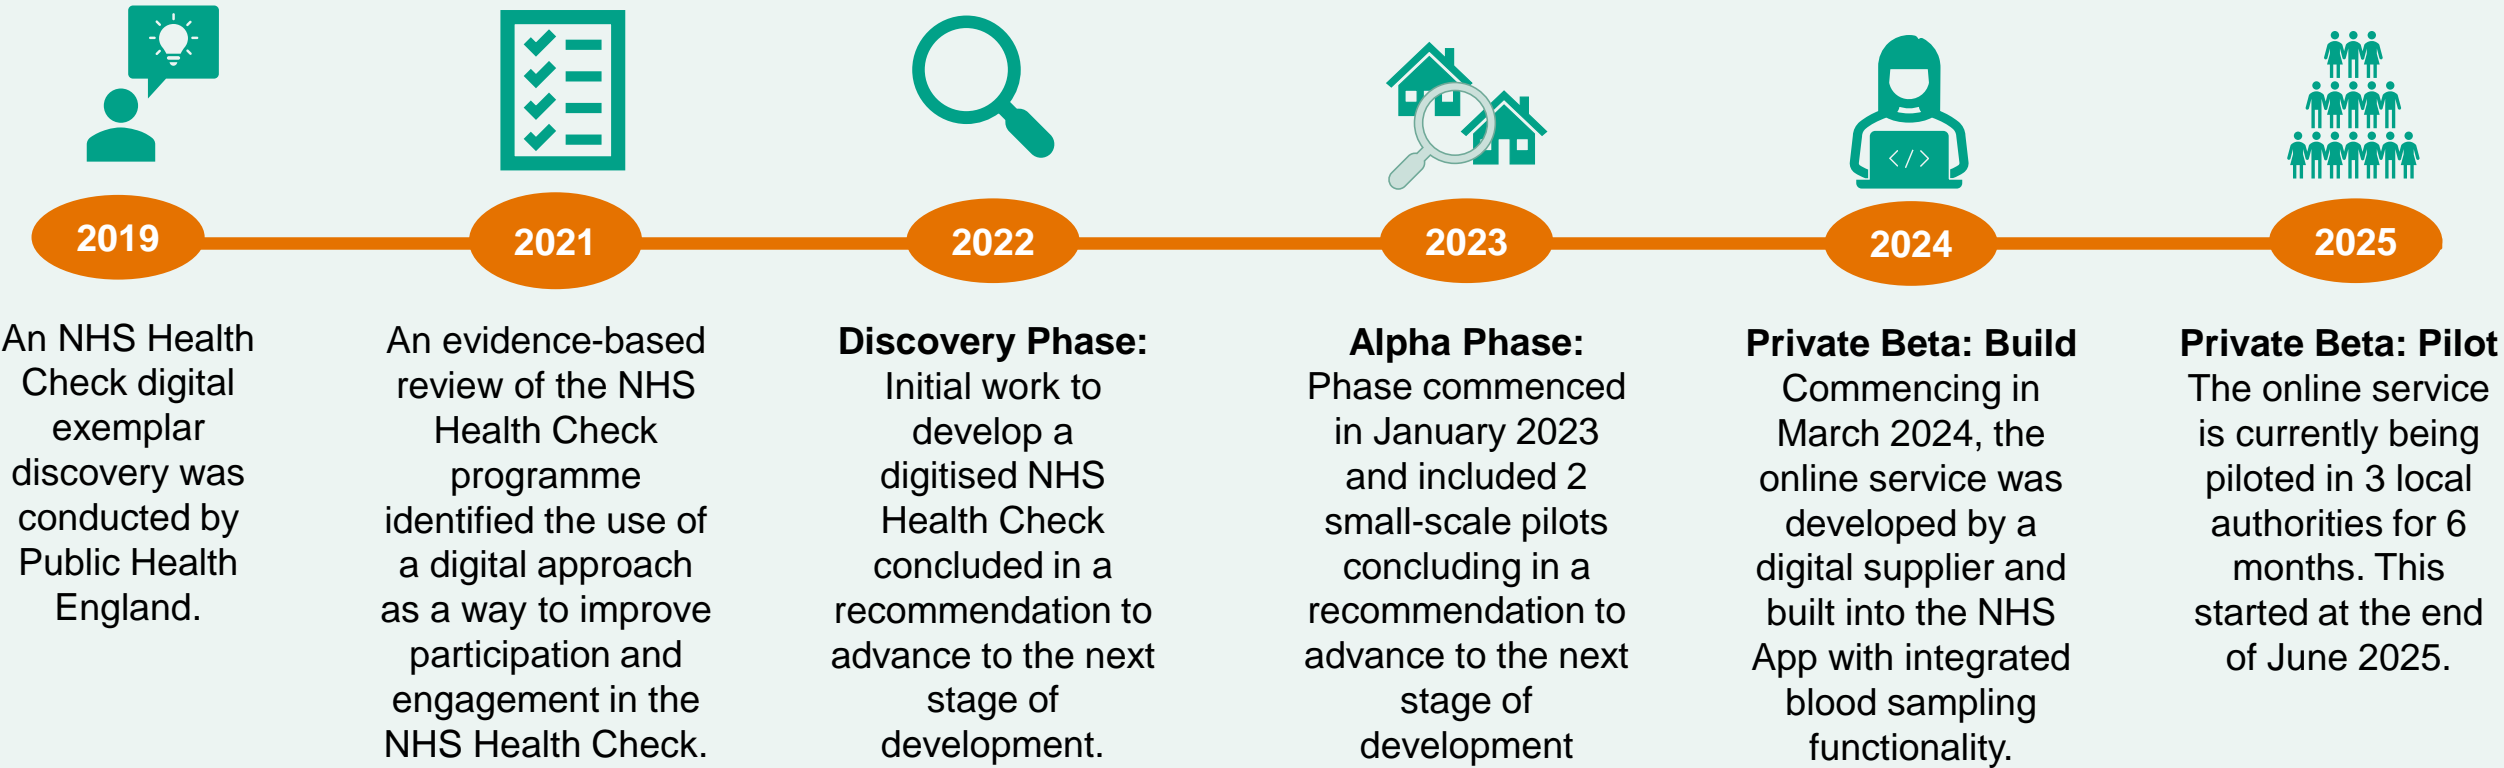 2019
2021
2022
2023
2024
2025
An NHS Health
Check digital
exemplar
discovery was
conducted by
Public Health
England.
An evidence-based
review of the NHS
Health Check
programme
identified the use of
a digital approach
as a way to improve
participation and
engagement in the
NHS Health Check.
Discovery Phase:
Initial work to
develop a
digitised NHS
Health Check
concluded in a
recommendation to
advance to the next
stage of
development.
Alpha Phase:
Phase commenced
in January 2023
and included 2
small-scale pilots
concluding in a
recommendation to
advance to the next
stage of
development
</>
Private Beta: Build
Commencing in
March 2024, the
online service was
developed by a
digital supplier and
built into the NHS
App with integrated
blood sampling
functionality.
Private Beta: Pilot
The online service
is currently being
piloted in 3 local
authorities for 6
months. This
started at the end
of June 2025.